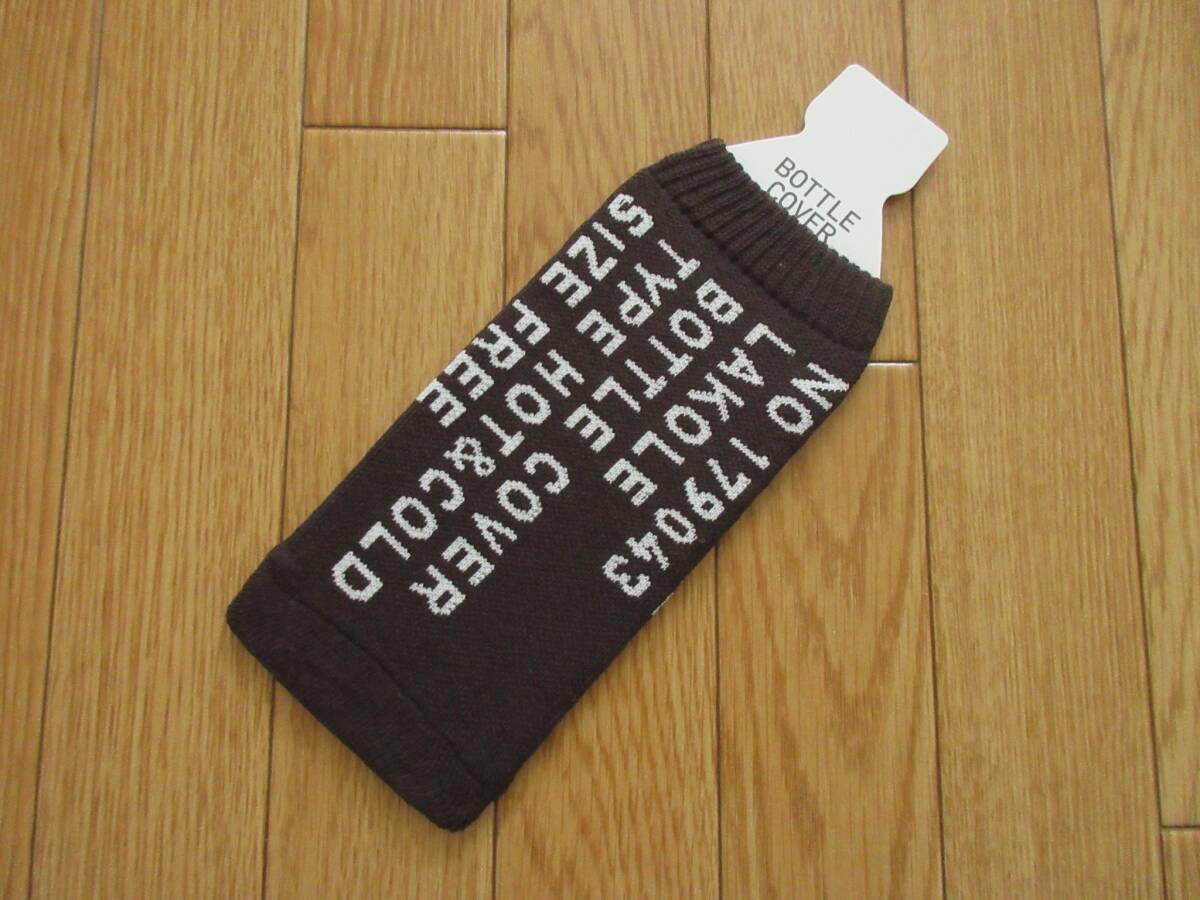 BOTTLE
COVER
NO 179043
LAKOLE
BOTTLE COVER
TYPE HOT&COLD
SIZE FREE